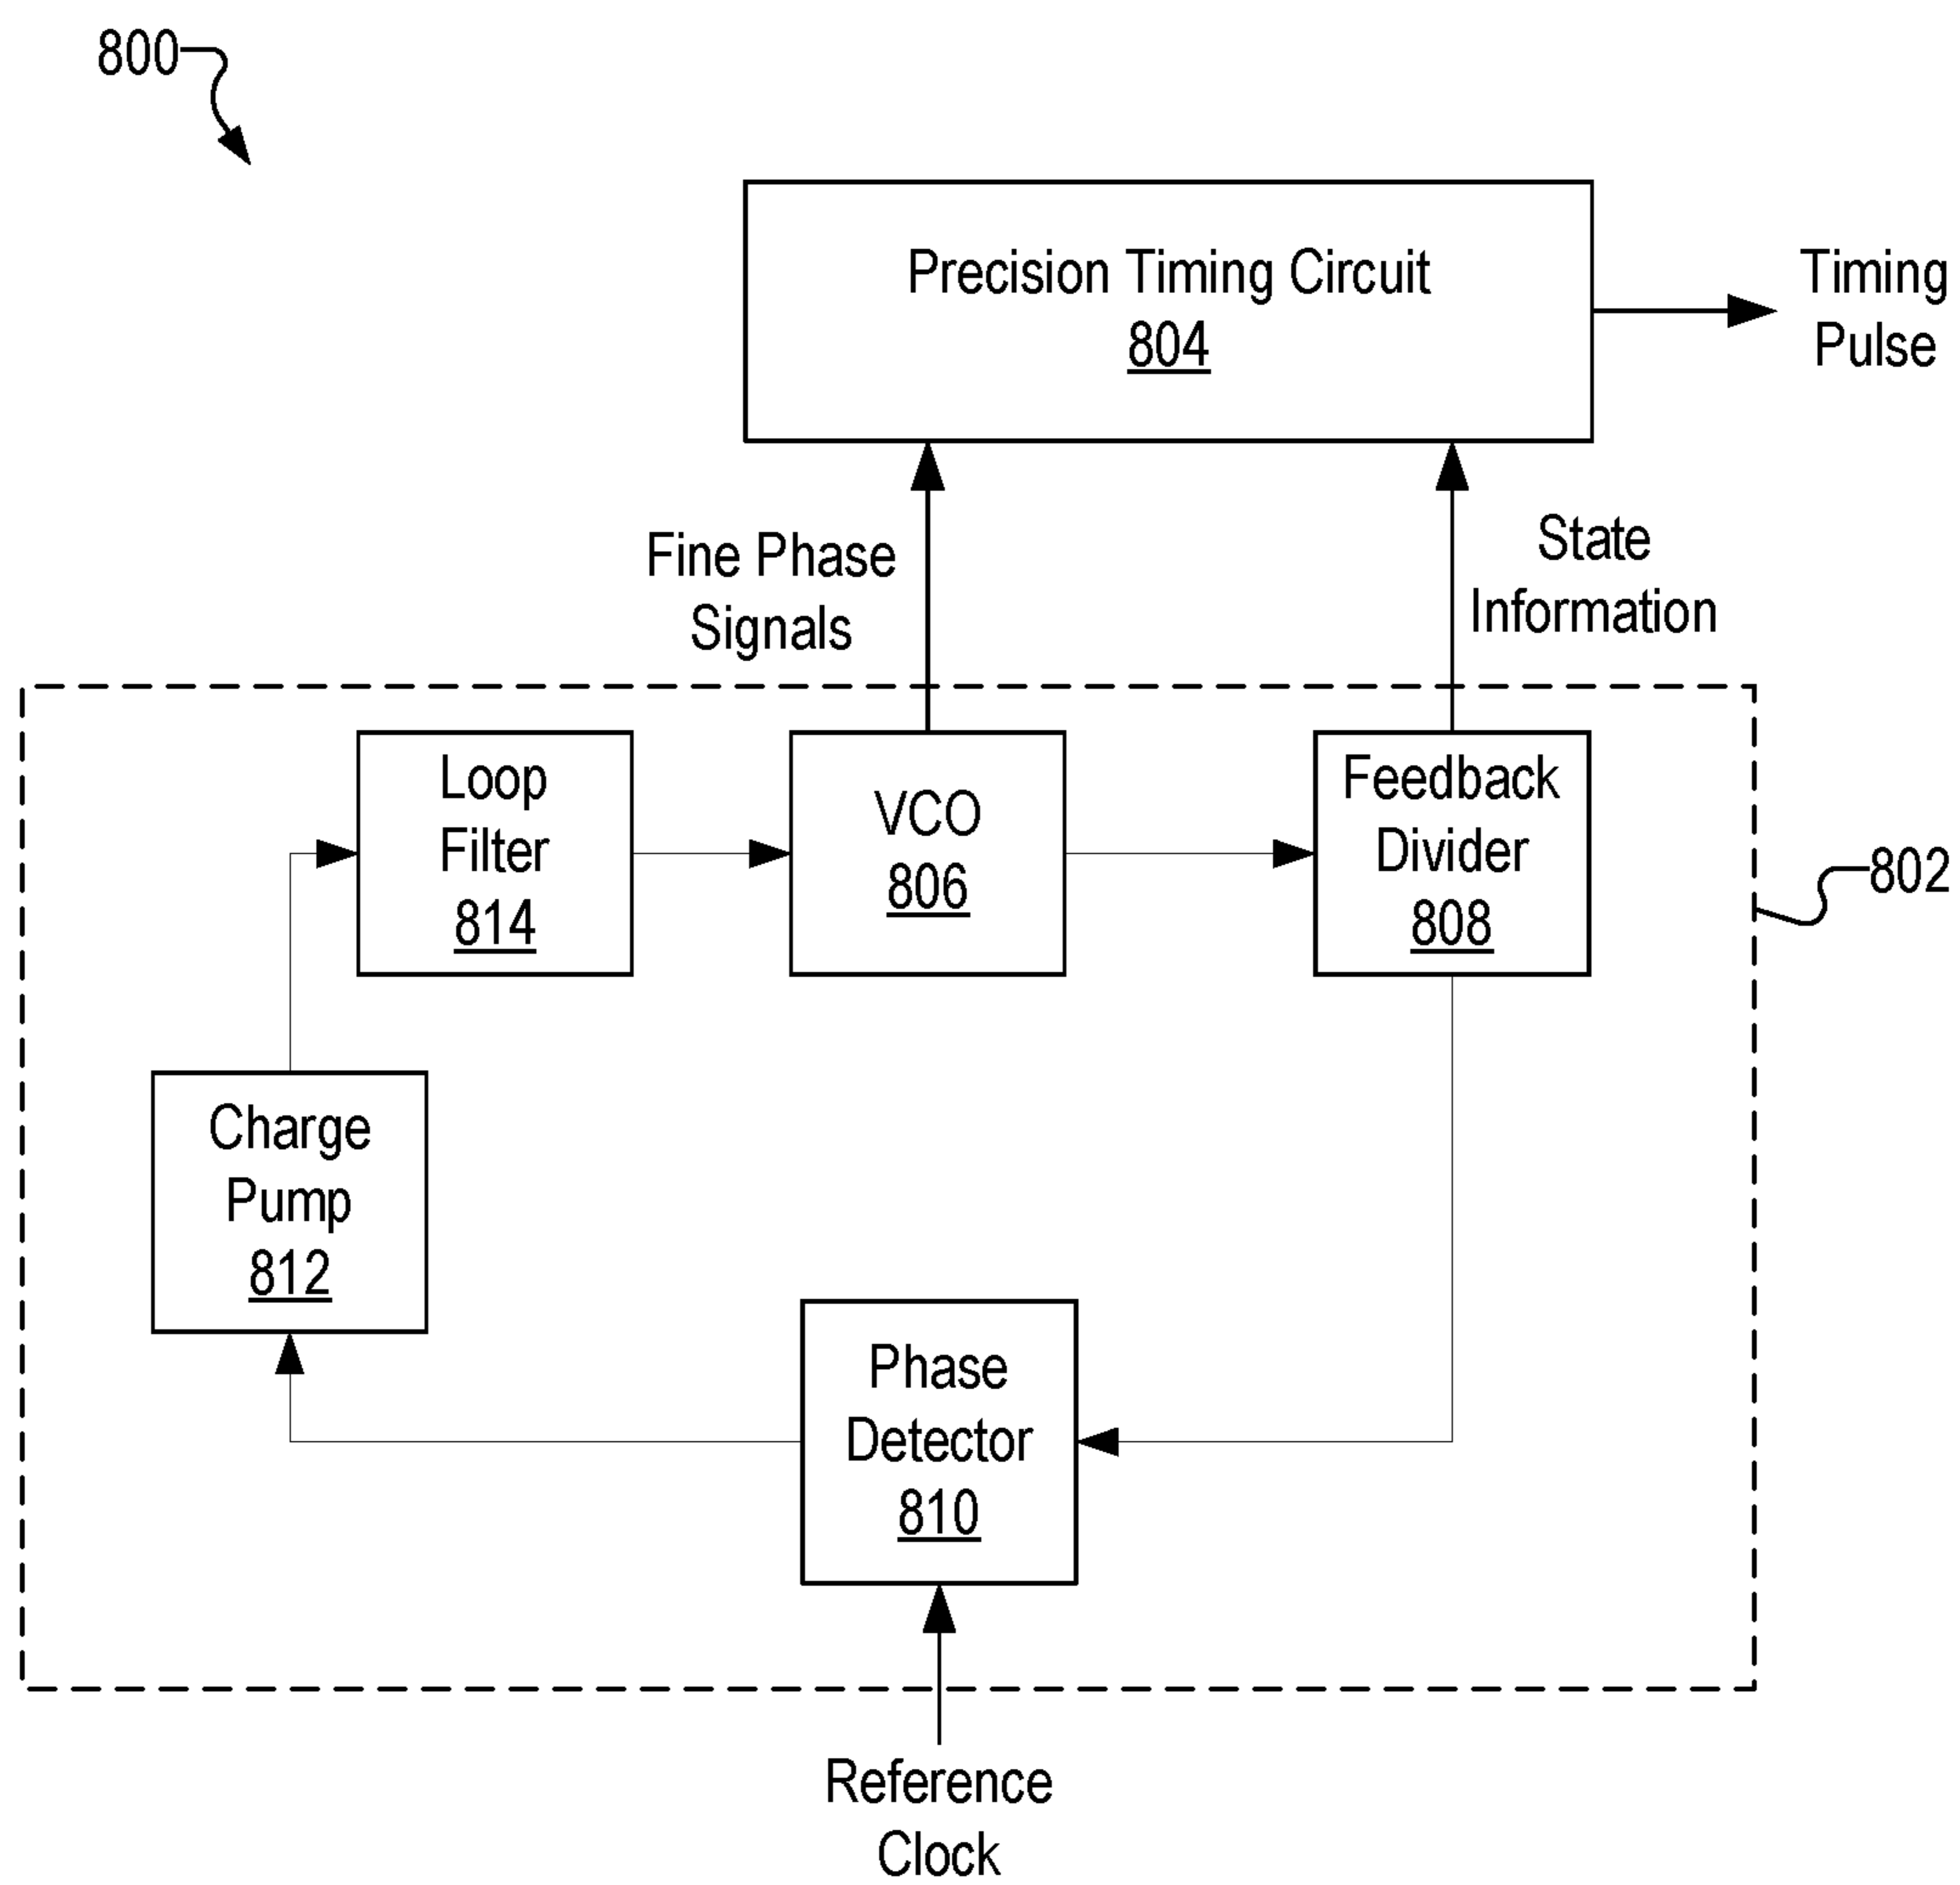 800
Precision Timing Circuit
804
Timing
Pulse
Fine Phase
Signals
State
Information
Loop
Filter
814
VCO
806
Feedback
Divider
808
802
Charge
Pump
812
Phase
Detector
810
Reference
Clock